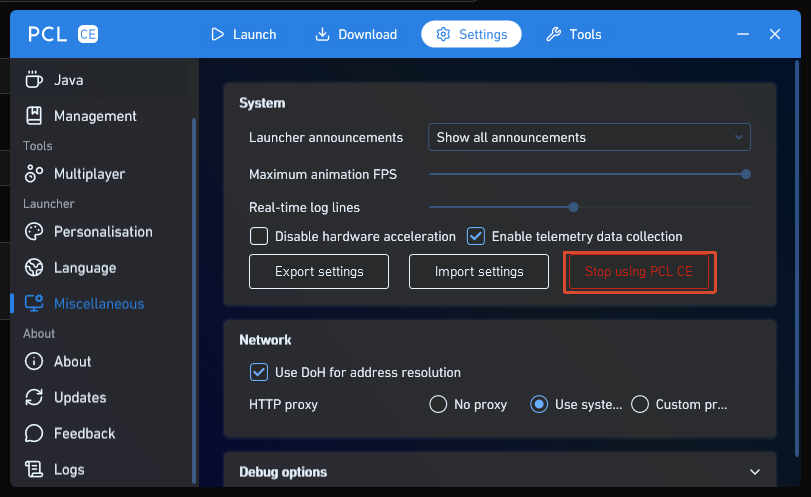 PCL CE Launch Download Settings Tools
Java
Management
Tools
Multiplayer
Launcher
Personalisation
Language
Miscellaneous
About
About
Updates
Feedback
Logs
System
Launcher announcements Show all announcements
Maximum animation FPS
Real-time log lines
Disable hardware acceleration Enable telemetry data collection
Export settings Import settings Stop using PCL CE
Network
Use DoH for address resolution
HTTP proxy No proxy Use syste... Custom pr...
Debug options